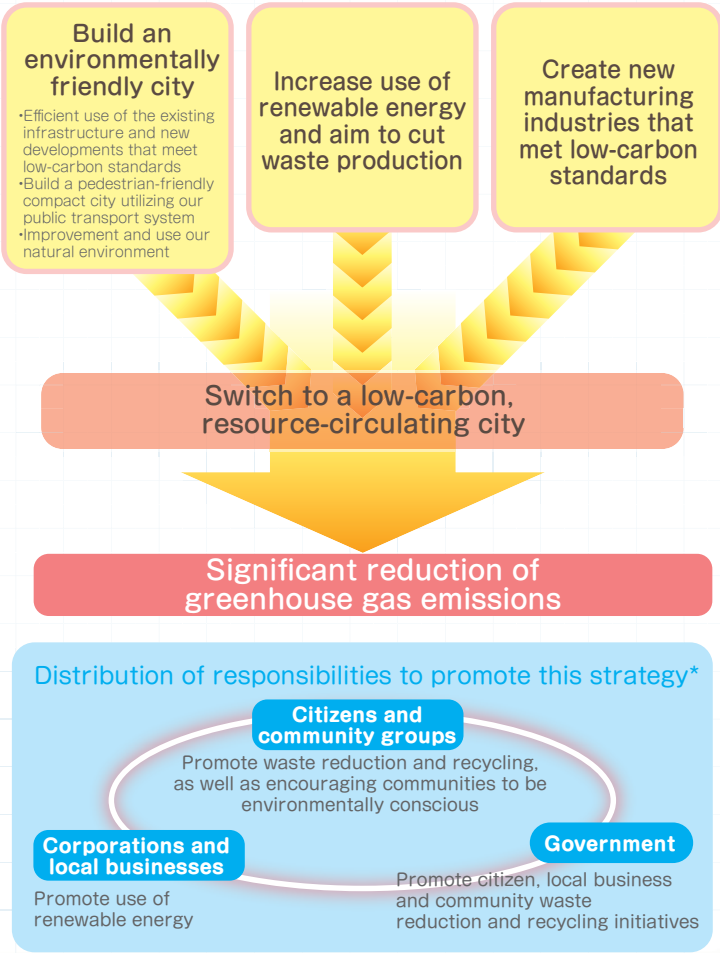 Build an
environmentally
friendly city
•Efficient use of the existing
infrastructure and new
developments that meet
low-carbon standards
•Build a pedestrian-friendly
compact city utilizing our
public transport system
•Improvement and use our
natural environment
Increase use of
renewable energy
and aim to cut
waste production
Create new
manufacturing
industries that
met low-carbon
standards
Switch to a low-carbon,
resource-circulating city
Significant reduction of
greenhouse gas emissions
Distribution of responsibilities to promote this strategy*
Citizens and
community groups
Promote waste reduction and recycling,
as well as encouraging communities to be
environmentally conscious
Corporations and
local businesses
Promote use of
renewable energy
Government
Promote citizen, local business
and community waste
reduction and recycling initiatives